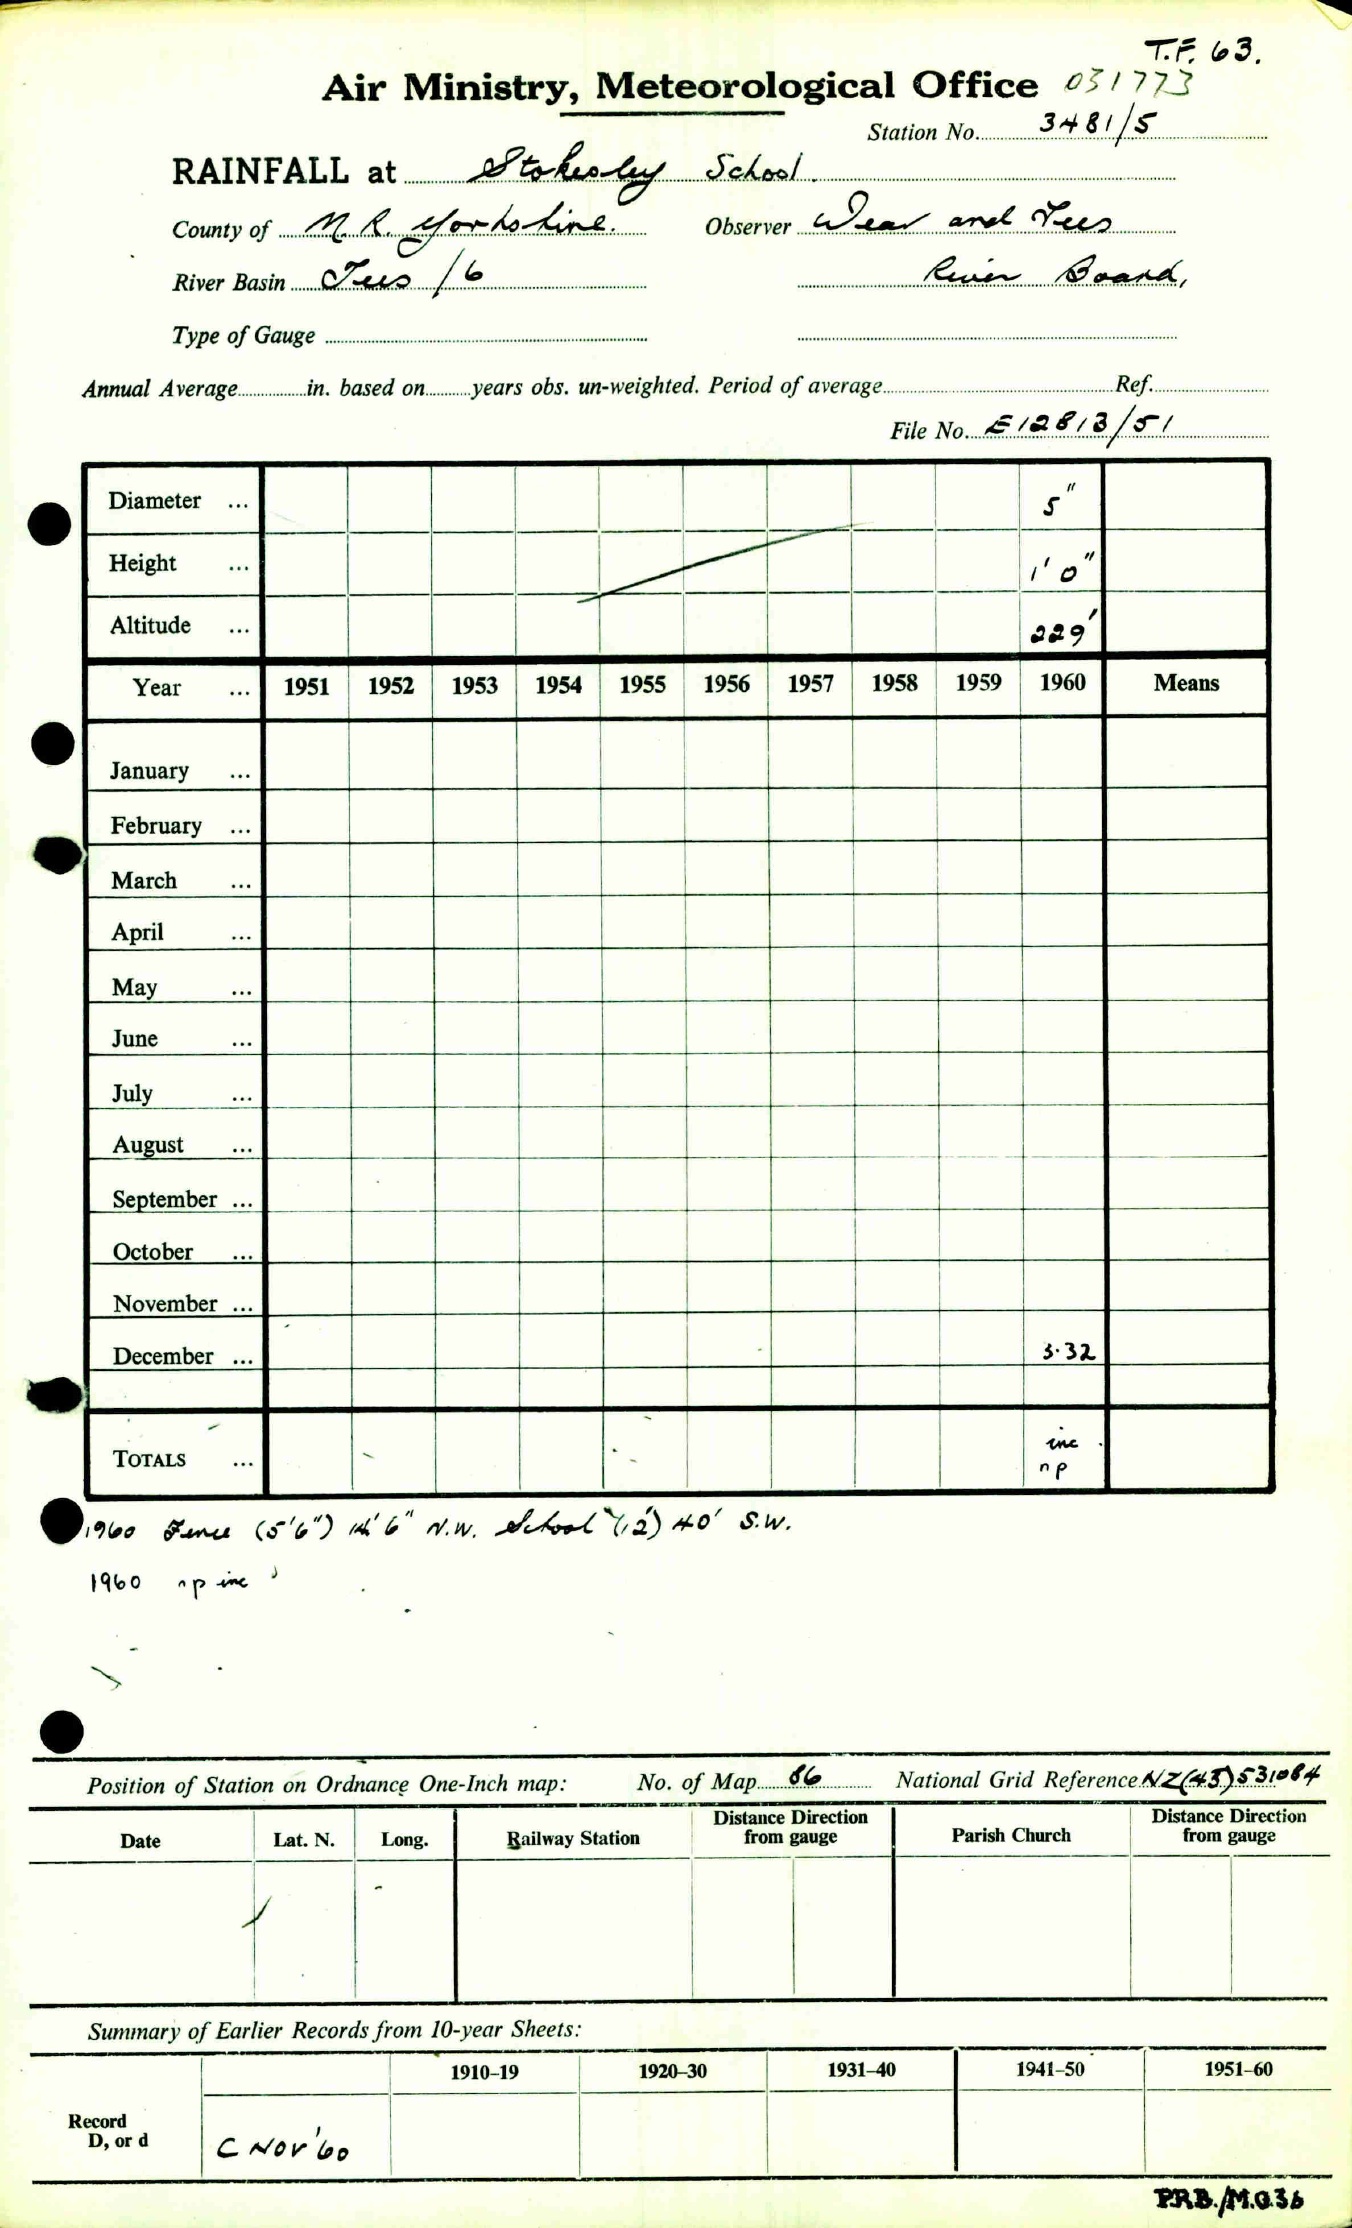 T.F. 63.
Air Ministry, Meteorological Office 031773
Station No. 3481/5
RAINFALL at Stokesley School.
County of N.R. Yorkshire. Observer Wear and Tees
River Basin Tees /6 River Board,
Type of Gauge
Annual Average in. based on years obs. un-weighted. Period of average Ref.
File No. E12813/51
Diameter ... 5"
Height ... 1' 0"
Altitude ... 229'
Year ... 1951 1952 1953 1954 1955 1956 1957 1958 1959 1960 Means
January ...
February ...
March ...
April ...
May ...
June ...
July ...
August ...
September ...
October ...
November ...
December ... 3.32
TOTALS ... inc
np
1960 Fence (5'6") 14'6" N.W. School (12') 40' S.W.
1960 np inc
Position of Station on Ordnance One-Inch map: No. of Map 86 National Grid Reference NZ(45)531084
Date Lat. N. Long. Railway Station Distance Direction from gauge Parish Church Distance Direction from gauge
Summary of Earlier Records from 10-year Sheets:
1910–19 1920–30 1931–40 1941–50 1951–60
Record
D, or d C NOV '60
P.R.B./M.O.36